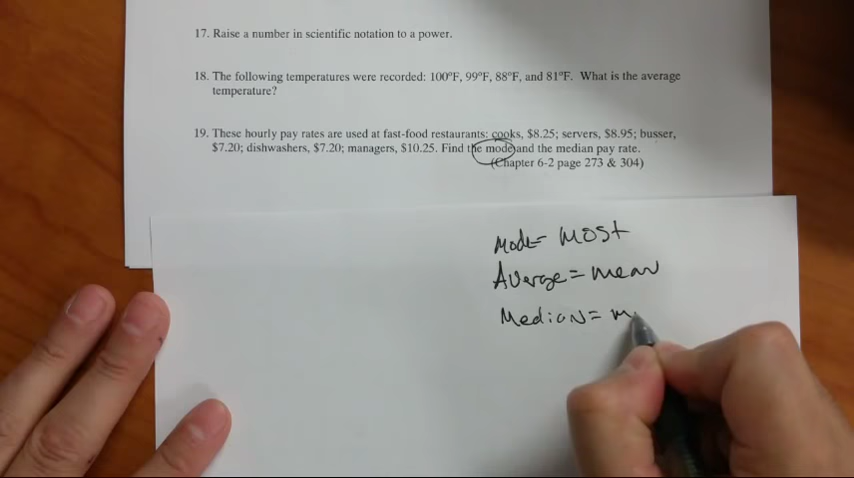 17. Raise a number in scientific notation to a power.
18. The following temperatures were recorded: 100°F, 99°F, 88°F, and 81°F. What is the average
temperature?
19. These hourly pay rates are used at fast-food restaurants: cooks, $8.25; servers, $8.95; busser,
$7.20; dishwashers, $7.20; managers, $10.25. Find the mode and the median pay rate.
(Chapter 6-2 page 273 & 304)
Mode= Most
Averge = mean
Median = m